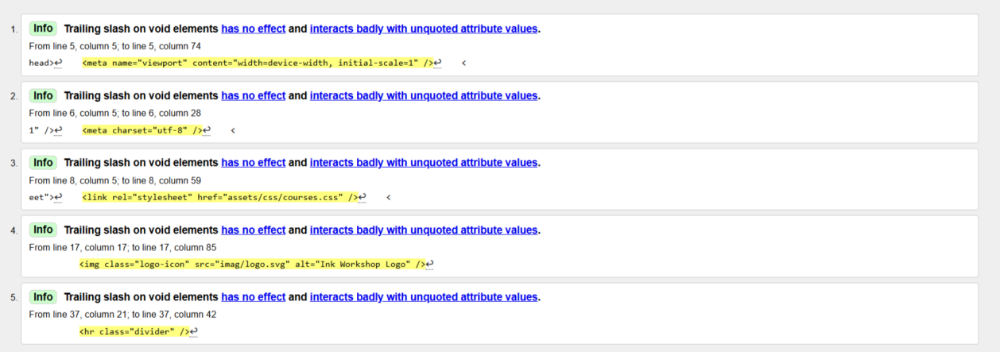 1. Info Trailing slash on void elements has no effect and interacts badly with unquoted attribute values.
From line 5, column 5; to line 5, column 74
head>↩ <meta name="viewport" content="width=device-width, initial-scale=1" />↩ <
2. Info Trailing slash on void elements has no effect and interacts badly with unquoted attribute values.
From line 6, column 5; to line 6, column 28
1" />↩ <meta charset="utf-8" />↩ <
3. Info Trailing slash on void elements has no effect and interacts badly with unquoted attribute values.
From line 8, column 5; to line 8, column 59
eet">↩ <link rel="stylesheet" href="assets/css/courses.css" />↩ <
4. Info Trailing slash on void elements has no effect and interacts badly with unquoted attribute values.
From line 17, column 17; to line 17, column 85
<img class="logo-icon" src="imag/logo.svg" alt="Ink Workshop Logo" />↩
5. Info Trailing slash on void elements has no effect and interacts badly with unquoted attribute values.
From line 37, column 21; to line 37, column 42
<hr class="divider" />↩